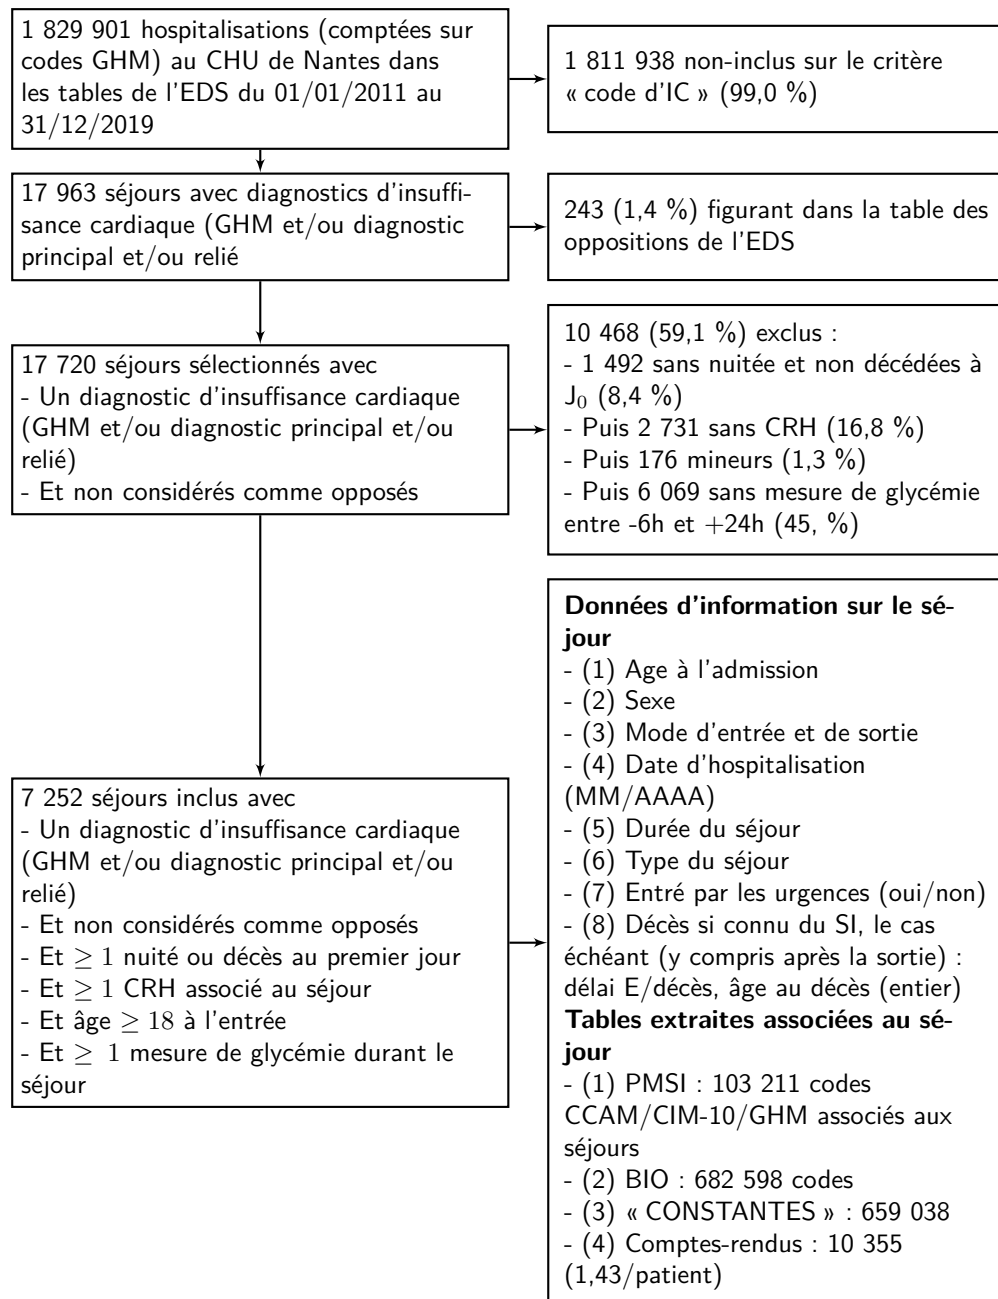 1 829 901 hospitalisations (comptées sur
codes GHM) au CHU de Nantes dans
les tables de l'EDS du 01/01/2011 au
31/12/2019
1 811 938 non-inclus sur le critère
« code d'IC » (99,0 %)
17 963 séjours avec diagnostics d'insuffi-
sance cardiaque (GHM et/ou diagnostic
principal et/ou relié
243 (1,4 %) figurant dans la table des
oppositions de l'EDS
17 720 séjours sélectionnés avec
- Un diagnostic d'insuffisance cardiaque
(GHM et/ou diagnostic principal et/ou
relié)
- Et non considérés comme opposés
10 468 (59,1 %) exclus :
- 1 492 sans nuitée et non décédées à
J₀ (8,4 %)
- Puis 2 731 sans CRH (16,8 %)
- Puis 176 mineurs (1,3 %)
- Puis 6 069 sans mesure de glycémie
entre -6h et +24h (45, %)
7 252 séjours inclus avec
- Un diagnostic d'insuffisance cardiaque
(GHM et/ou diagnostic principal et/ou
relié)
- Et non considérés comme opposés
- Et ≥ 1 nuité ou décès au premier jour
- Et ≥ 1 CRH associé au séjour
- Et âge ≥ 18 à l'entrée
- Et ≥ 1 mesure de glycémie durant le
séjour
Données d'information sur le sé-
jour
- (1) Age à l'admission
- (2) Sexe
- (3) Mode d'entrée et de sortie
- (4) Date d'hospitalisation
(MM/AAAA)
- (5) Durée du séjour
- (6) Type du séjour
- (7) Entré par les urgences (oui/non)
- (8) Décès si connu du SI, le cas
échéant (y compris après la sortie) :
délai E/décès, âge au décès (entier)
Tables extraites associées au sé-
jour
- (1) PMSI : 103 211 codes
CCAM/CIM-10/GHM associés aux
séjours
- (2) BIO : 682 598 codes
- (3) « CONSTANTES » : 659 038
- (4) Comptes-rendus : 10 355
(1,43/patient)